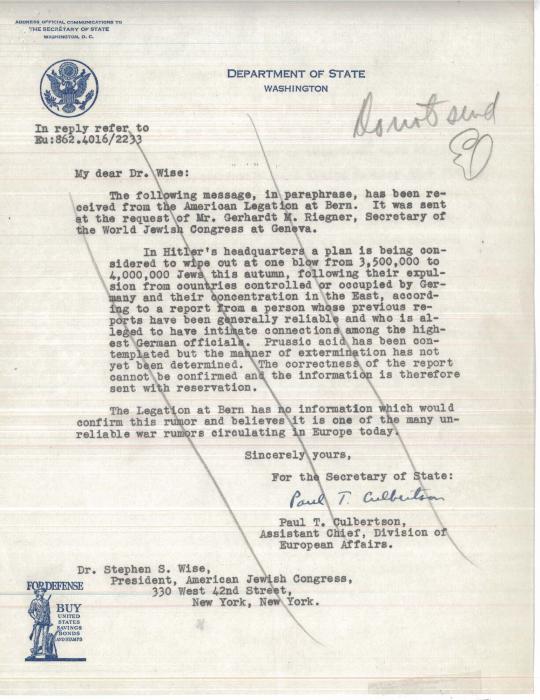 ADDRESS OFFICIAL COMMUNICATIONS TO
THE SECRETARY OF STATE
WASHINGTON, D. C.
DEPARTMENT OF STATE
WASHINGTON
Do not send
In reply refer to
Eu:862.4016/2233
My dear Dr. Wise:
The following message, in paraphrase, has been re-
ceived from the American Legation at Bern. It was sent
at the request of Mr. Gerhardt M. Riegner, Secretary of
the World Jewish Congress at Geneva.
In Hitler's headquarters a plan is being con-
sidered to wipe out at one blow from 3,500,000 to
4,000,000 Jews this autumn, following their expul-
sion from countries controlled or occupied by Ger-
many and their concentration in the East, accord-
ing to a report from a person whose previous re-
ports have been generally reliable and who is al-
leged to have intimate connections among the high-
est German officials. Prussic acid has been con-
templated but the manner of extermination has not
yet been determined. The correctness of the report
cannot be confirmed and the information is therefore
sent with reservation.
The Legation at Bern has no information which would
confirm this rumor and believes it is one of the many un-
reliable war rumors circulating in Europe today.
Sincerely yours,
For the Secretary of State:
Paul T. Culbertson
Paul T. Culbertson,
Assistant Chief, Division of
European Affairs.
Dr. Stephen S. Wise,
President, American Jewish Congress,
330 West 42nd Street,
New York, New York.
FOR DEFENSE
BUY
UNITED
STATES
SAVINGS
BONDS
AND STAMPS